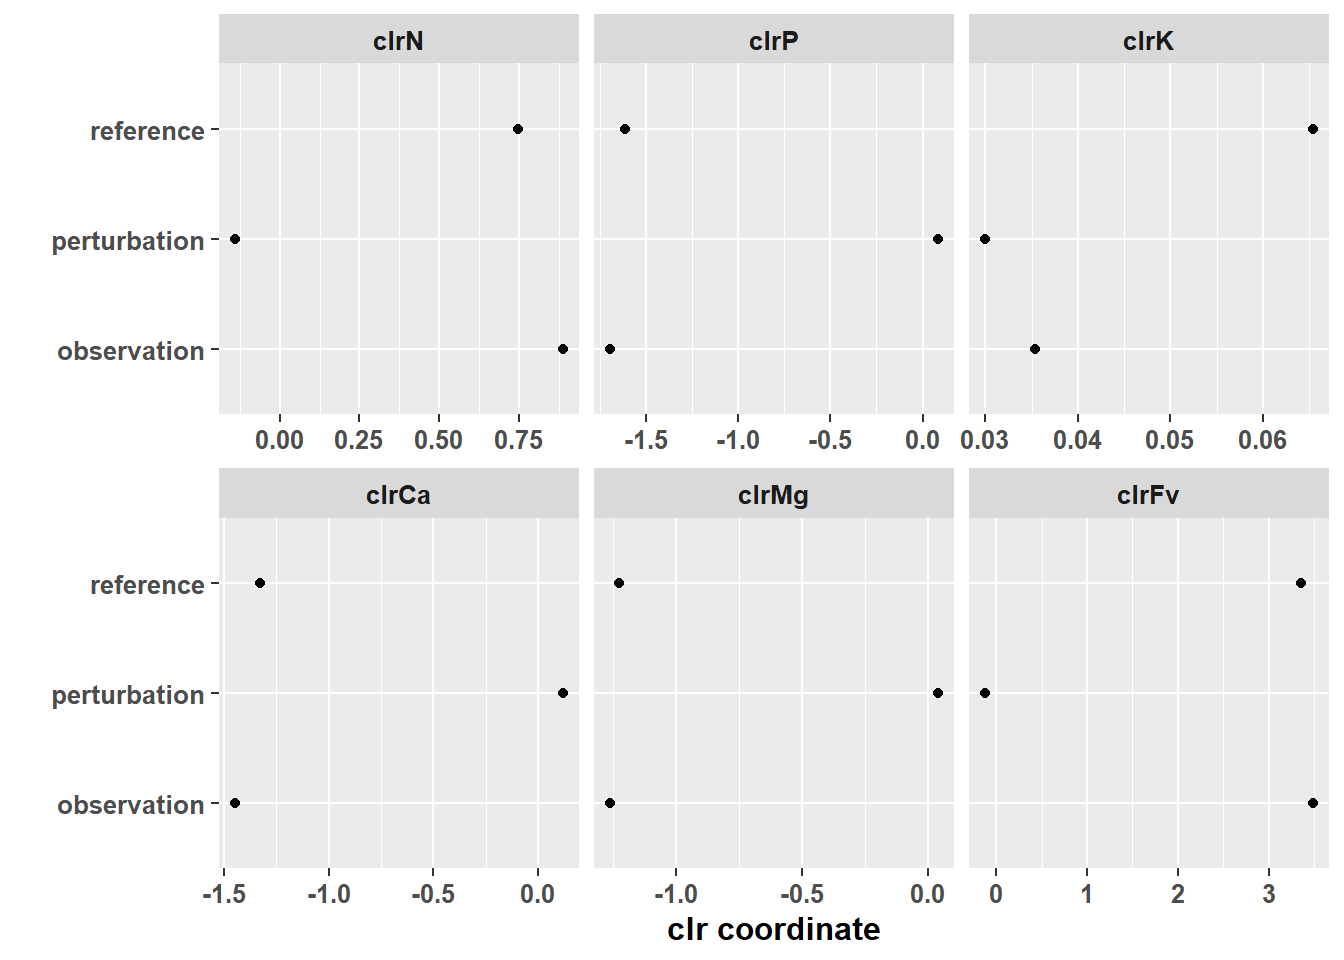 clrN clrP clrK
reference
perturbation
observation
0.00 0.25 0.50 0.75 -1.5 -1.0 -0.5 0.0 0.03 0.04 0.05 0.06
clrCa clrMg clrFv
reference
perturbation
observation
-1.5 -1.0 -0.5 0.0 -1.0 -0.5 0.0 0 1 2 3
clr coordinate